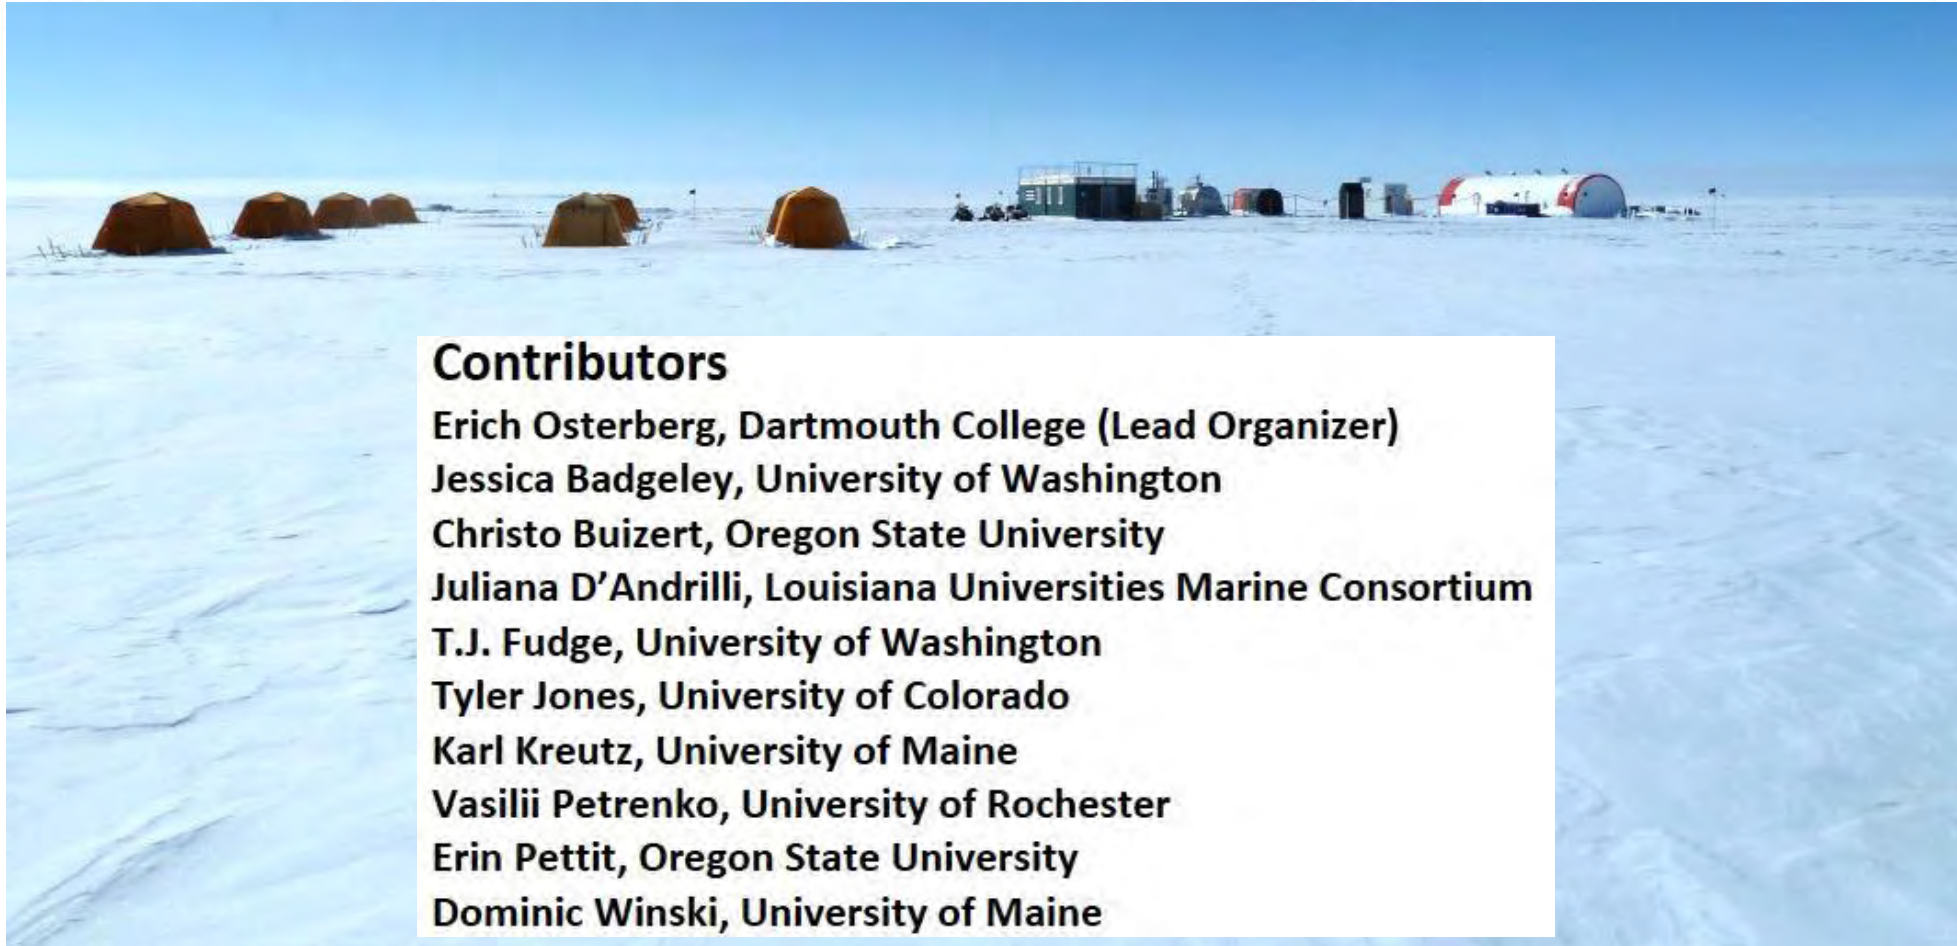 Contributors
Erich Osterberg, Dartmouth College (Lead Organizer)
Jessica Badgeley, University of Washington
Christo Buizert, Oregon State University
Juliana D’Andrilli, Louisiana Universities Marine Consortium
T.J. Fudge, University of Washington
Tyler Jones, University of Colorado
Karl Kreutz, University of Maine
Vasilii Petrenko, University of Rochester
Erin Pettit, Oregon State University
Dominic Winski, University of Maine